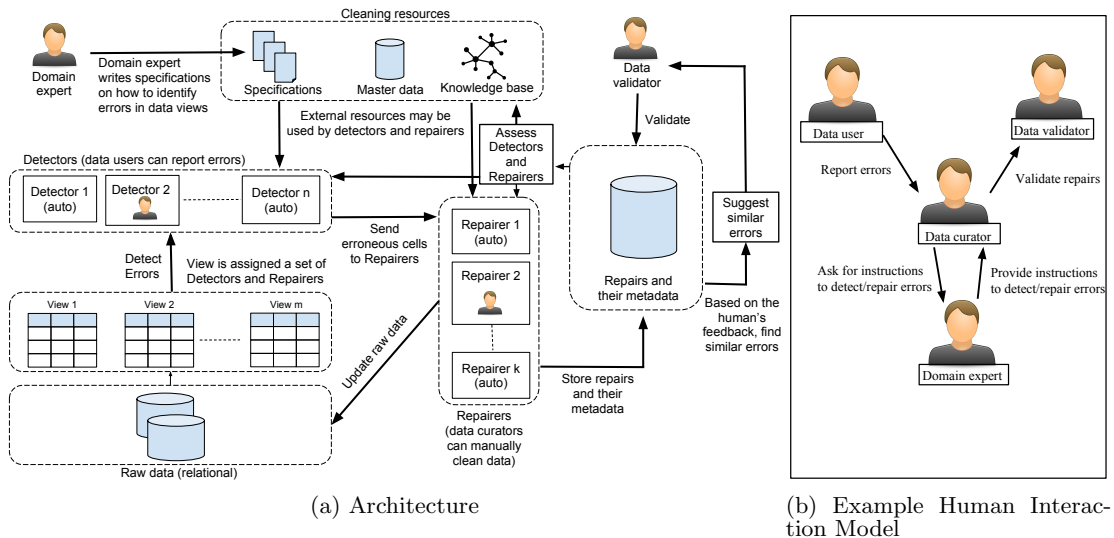 Cleaning resources
Domain
expert
Domain expert
writes specifications
on how to identify
errors in data views
Specifications
Master data
Knowledge base
External resources may be
used by detectors and repairers
Data
validator
Validate
Assess
Detectors
and
Repairers
Suggest
similar
errors
Detectors (data users can report errors)
Detector 1
(auto)
Detector 2
Detector n
(auto)
Send
erroneous cells
to Repairers
Repairer 1
(auto)
Repairer 2
Repairer k
(auto)
Repairers
(data curators
can manually
clean data)
Repairs and
their metadata
Based on the
human's
feedback, find
similar errors
Detect
Errors
View is assigned a set of
Detectors and Repairers
View 1
View 2
View m
Update raw data
Store repairs
and their
metadata
Raw data (relational)
(a) Architecture
Data user
Data validator
Report errors
Validate repairs
Data curator
Ask for instructions
to detect/repair errors
Provide instructions
to detect/repair errors
Domain expert
(b) Example Human Interac-
tion Model